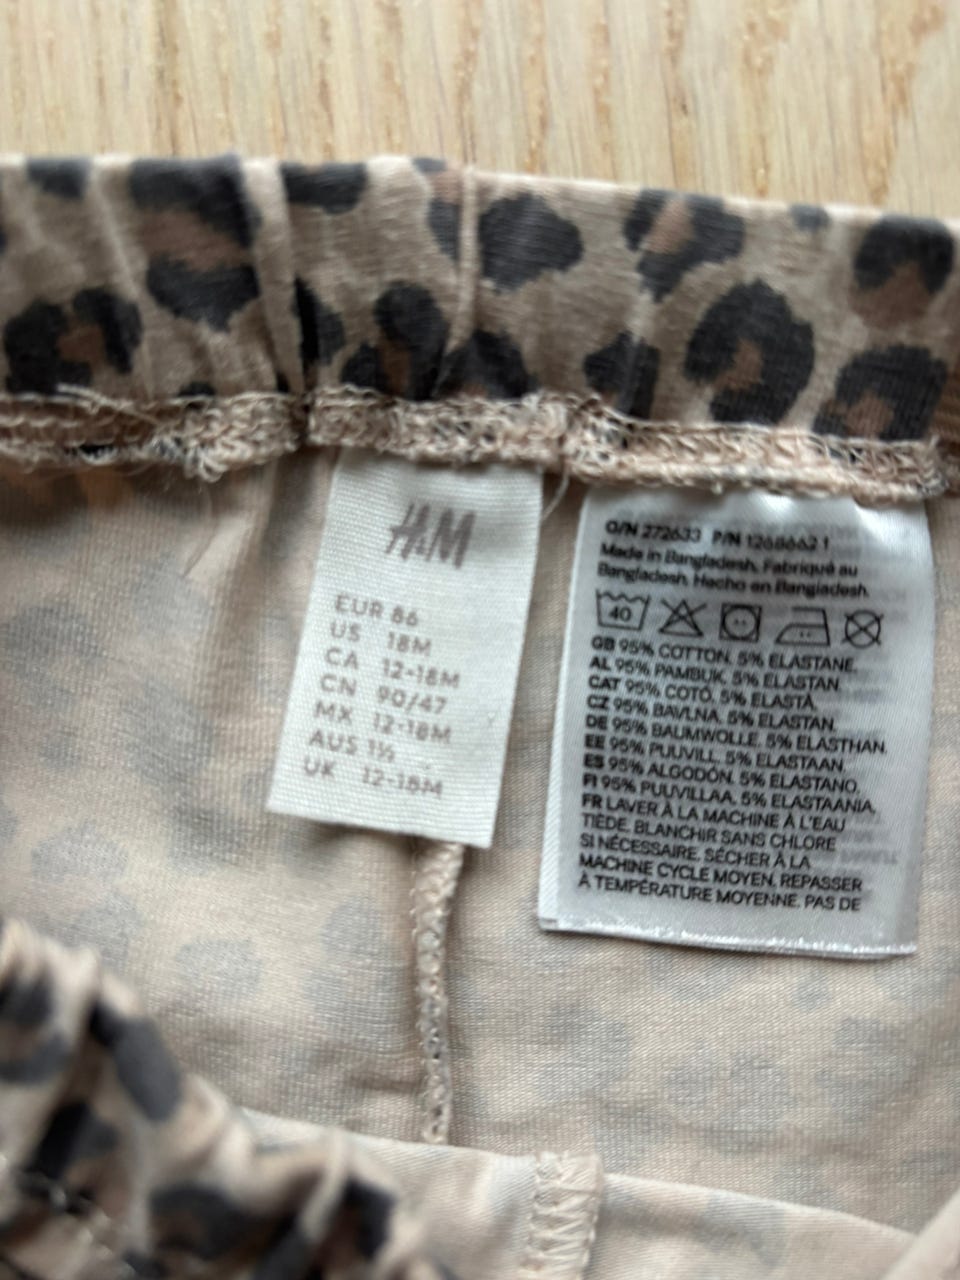 H&M
EUR 86
US 18M
CA 12-18M
CN 90/47
MX 12-18M
AUS 1½
UK 12-18M
O/N 272633 P/N 1268662 1
Made in Bangladesh. Fabriqué au
Bangladesh. Hecho en Bangladesh.
40
GB 95% COTTON, 5% ELASTANE,
AL 95% PAMBUK, 5% ELASTAN,
CAT 95% COTÓ, 5% ELASTÀ,
CZ 95% BAVLNA, 5% ELASTAN,
DE 95% BAUMWOLLE, 5% ELASTHAN,
EE 95% PUUVILL, 5% ELASTAAN,
ES 95% ALGODÓN, 5% ELASTANO,
FI 95% PUUVILLAA, 5% ELASTAANIA,
FR LAVER À LA MACHINE À L'EAU
TIÈDE, BLANCHIR SANS CHLORE
SI NÉCESSAIRE, SÉCHER À LA
MACHINE CYCLE MOYEN, REPASSER
À TEMPÉRATURE MOYENNE, PAS DE